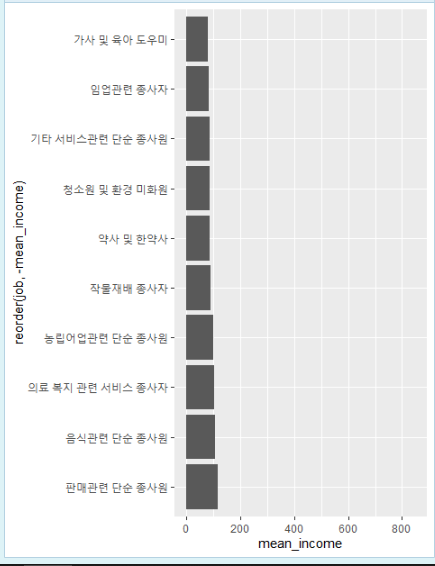 가사 및 육아 도우미
임업관련 종사자
기타 서비스관련 단순 종사원
청소원 및 환경 미화원
약사 및 한약사
작물재배 종사자
농림어업관련 단순 종사원
의료 복지 관련 서비스 종사자
음식관련 단순 종사원
판매관련 단순 종사원
reorder(job, -mean_income)
0 200 400 600 800
mean_income